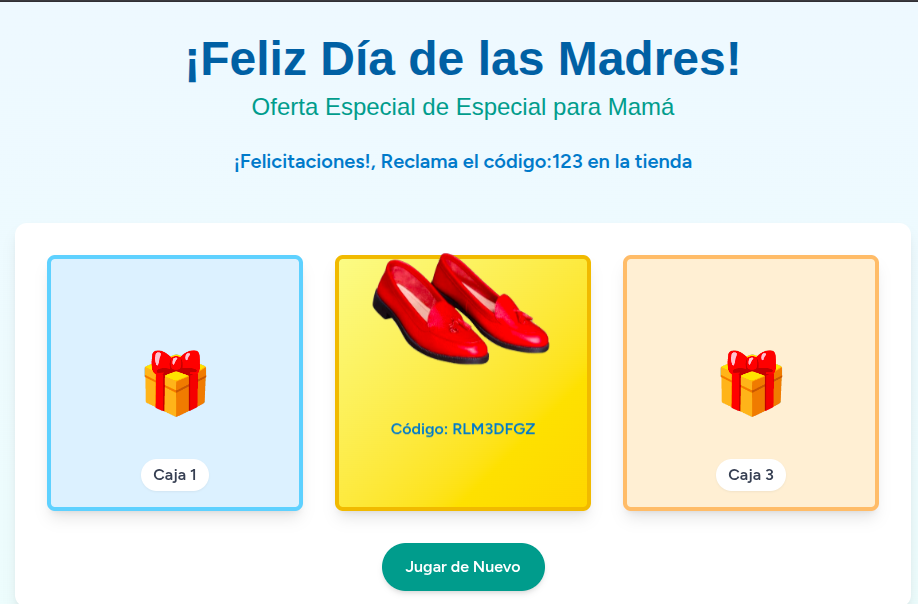 ¡Feliz Día de las Madres!
Oferta Especial de Especial para Mamá
¡Felicitaciones!, Reclama el código:123 en la tienda
Código: RLM3DFGZ
Caja 1
Caja 3
Jugar de Nuevo